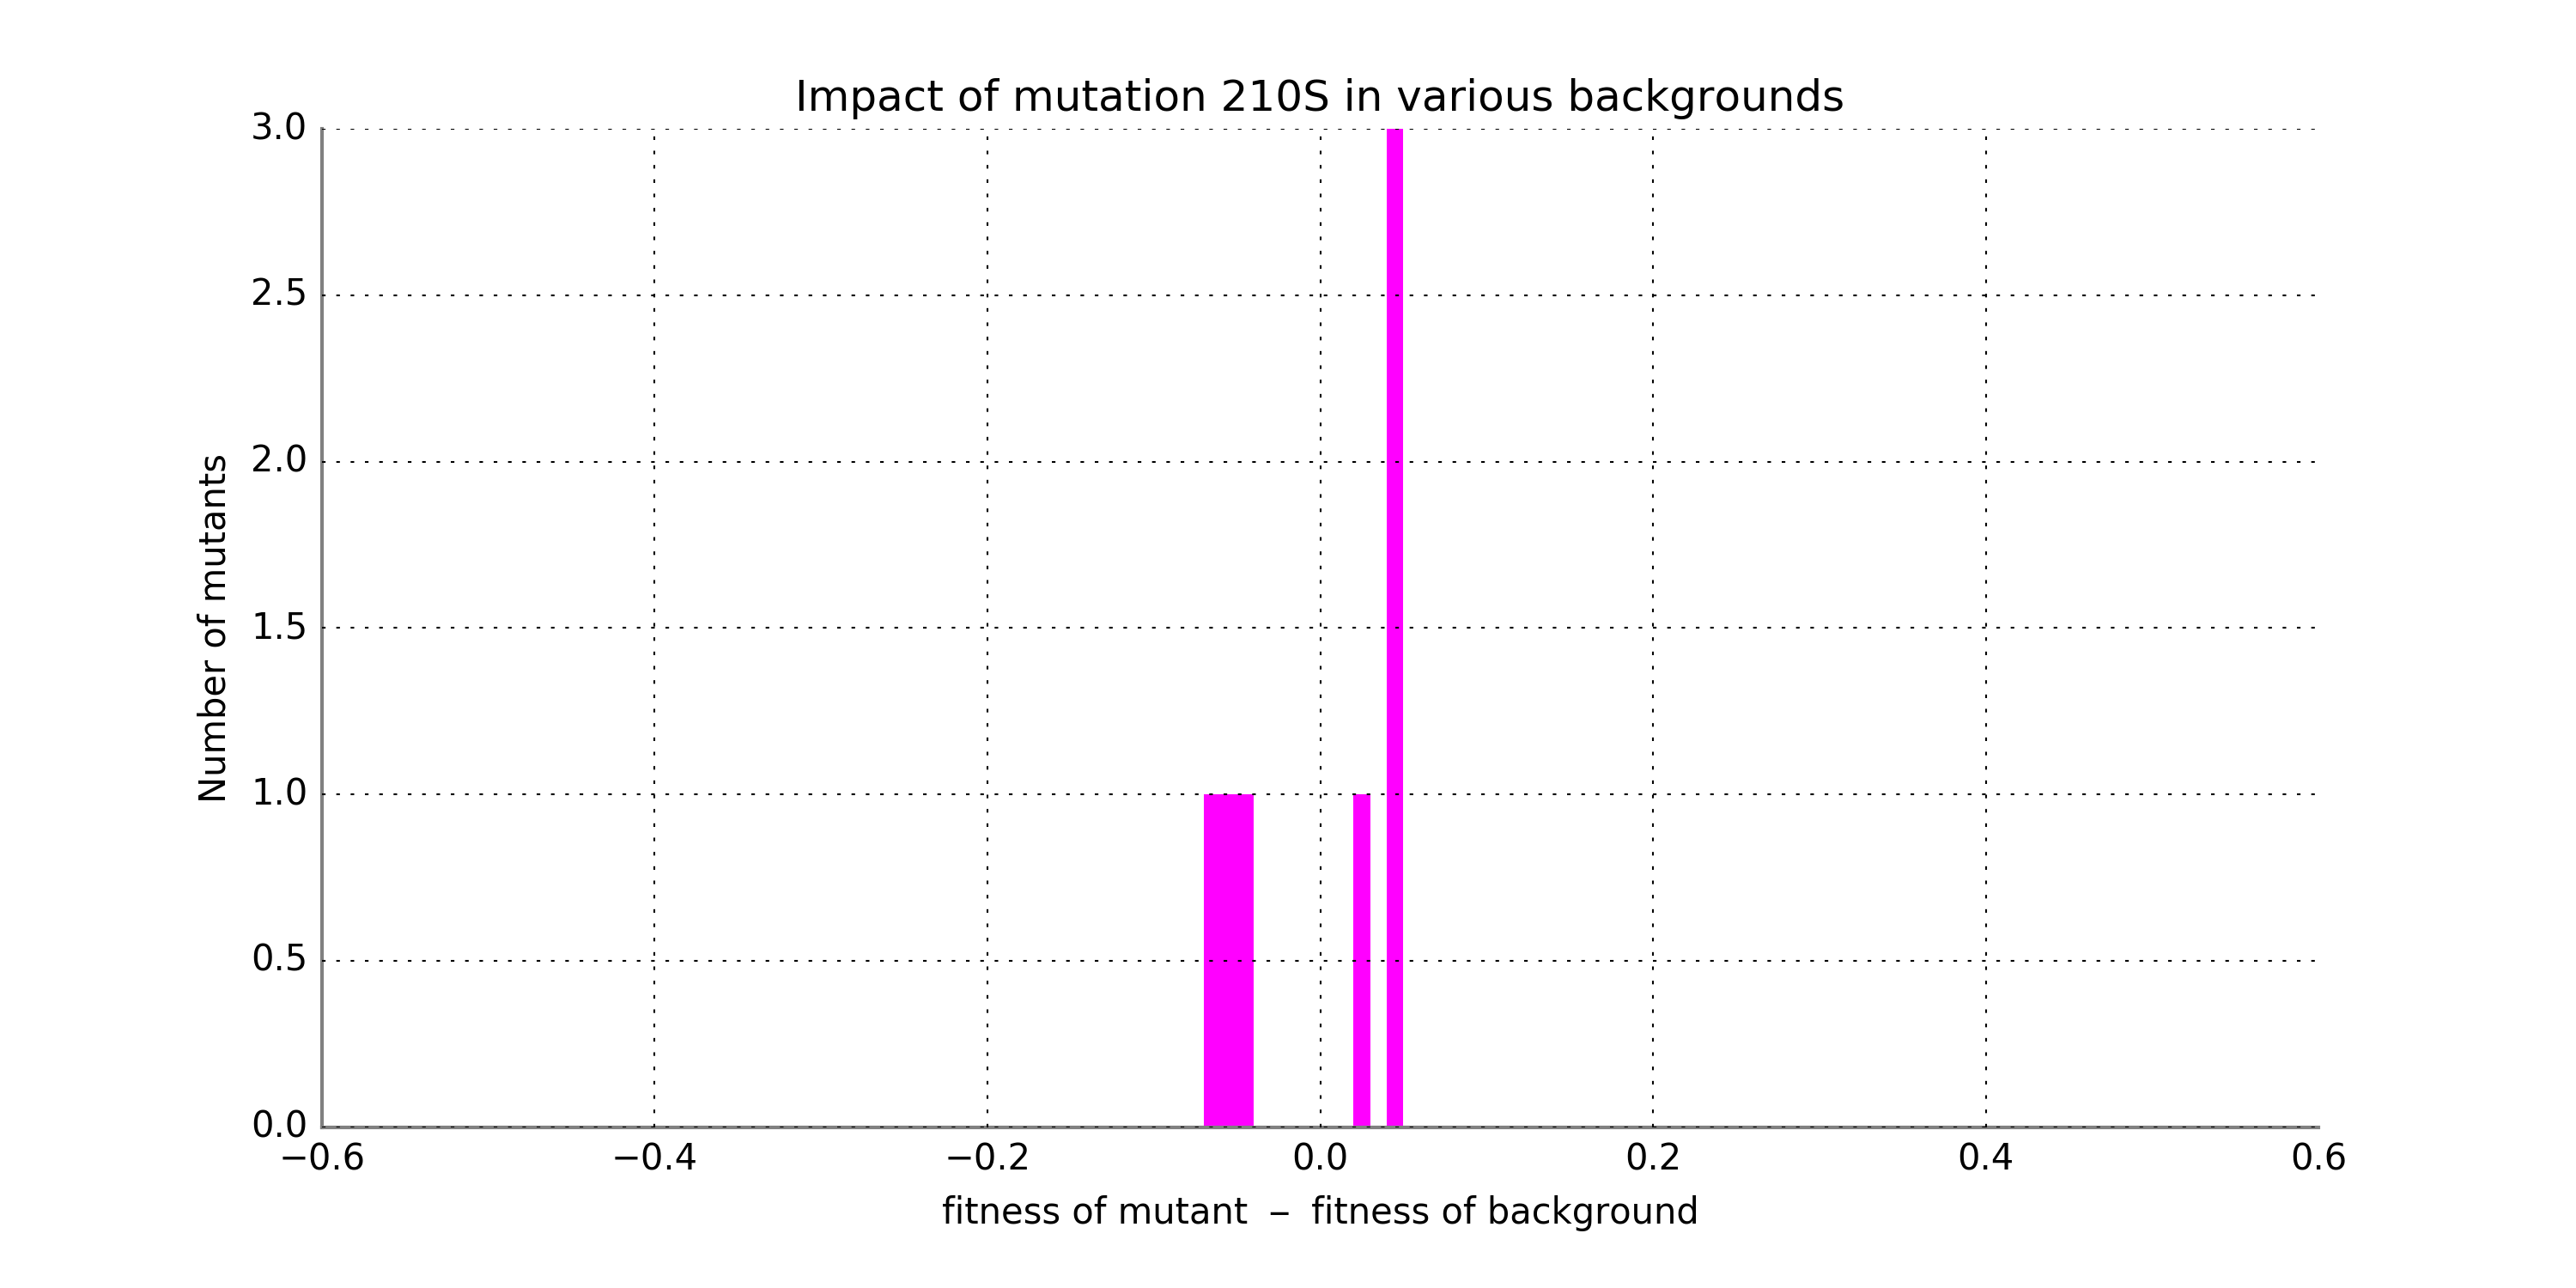 Impact of mutation 210S in various backgrounds
3.0
2.5
2.0
1.5
1.0
0.5
0.0
Number of mutants
−0.6 −0.4 −0.2 0.0 0.2 0.4 0.6
fitness of mutant − fitness of background